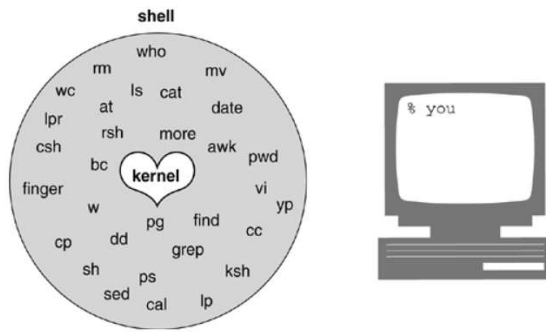 shell
who
rm
mv
wc
ls
cat
at
date
lpr
rsh
more
csh
awk
bc
pwd
kernel
finger
vi
yp
w
pg
find
cc
cp
dd
grep
sh
ps
ksh
sed
cal
lp
% you